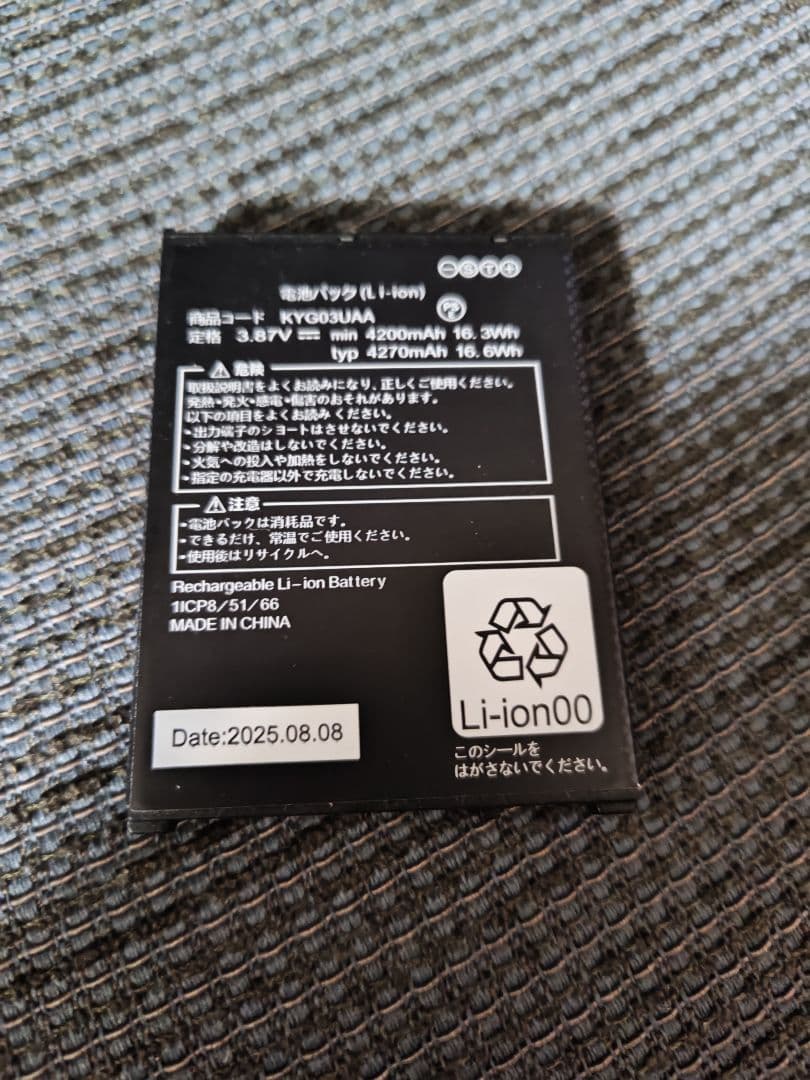 - S T +
電池パック(Li-ion)
PS
商品コード KYG03UAA
定格 3.87V min 4200mAh 16.3Wh
typ 4270mAh 16.6Wh
危険
取扱説明書をよくお読みになり、正しくご使用ください。
発熱・発火・感電・傷害のおそれがあります。
以下の項目をよくお読みください。
・出力端子のショートはさせないでください。
・分解や改造はしないでください。
・火気への投入や加熱をしないでください。
・指定の充電器以外で充電しないでください。
注意
・電池パックは消耗品です。
・できるだけ、常温でご使用ください。
・使用後はリサイクルへ。
Rechargeable Li-ion Battery
1ICP8/51/66
MADE IN CHINA
Li-ion00
Date:2025.08.08
このシールを
はがさないでください。